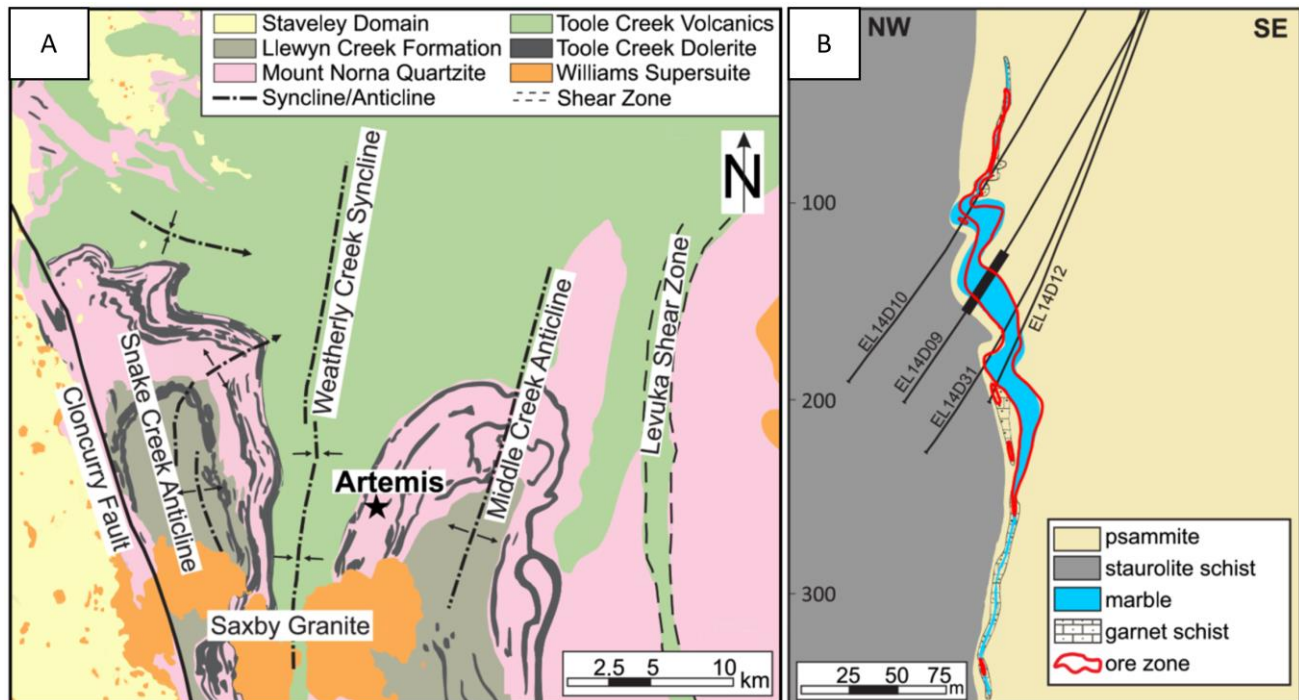 A
Staveley Domain
Llewyn Creek Formation
Mount Norna Quartzite
Syncline/Anticline
Toole Creek Volcanics
Toole Creek Dolerite
Williams Supersuite
Shear Zone
N
Weatherly Creek Syncline
Middle Creek Anticline
Levuka Shear Zone
Snake Creek Anticline
Cloncurry Fault
Artemis
Saxby Granite
2.5 5 10
km
B
NW
SE
100
200
300
EL14D10
EL14D09
EL14D31
EL14D12
psammite
staurolite schist
marble
garnet schist
ore zone
25 50 75
m